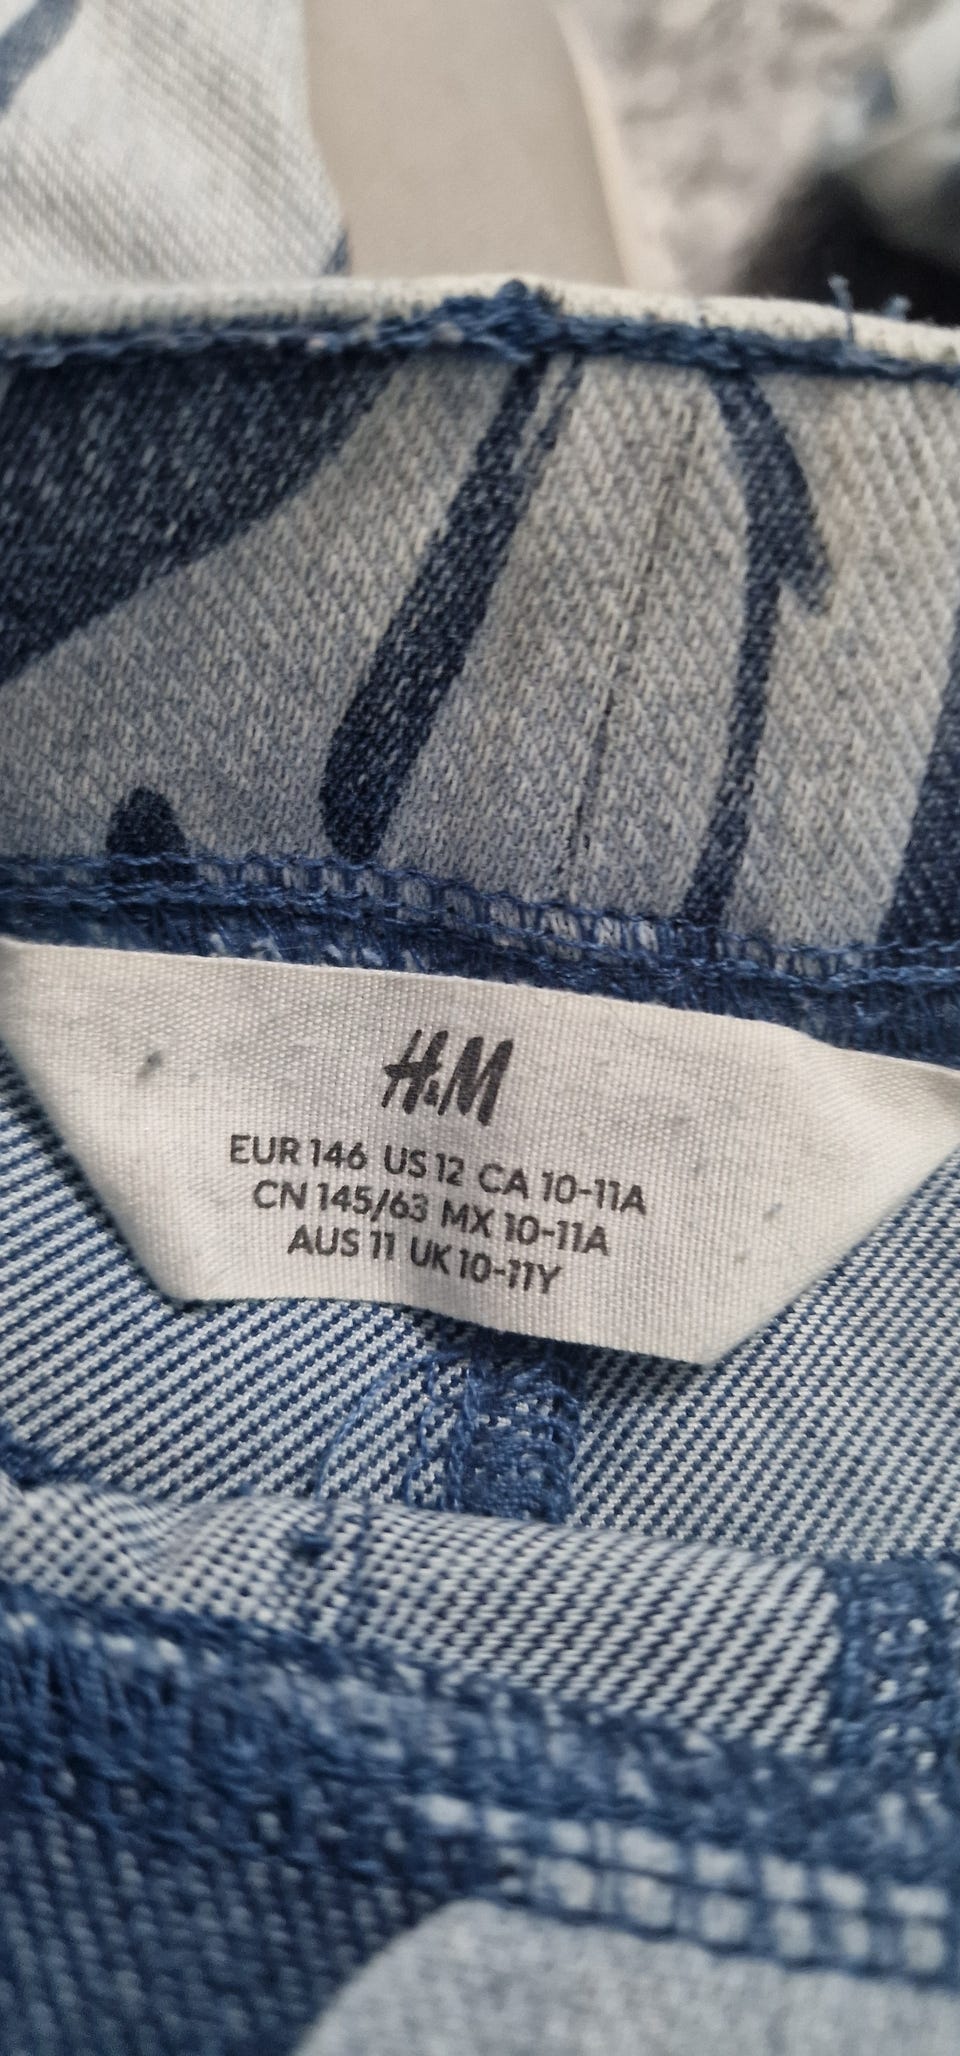 H&M
EUR 146 US 12 CA 10-11A
CN 145/63 MX 10-11A
AUS 11 UK 10-11Y